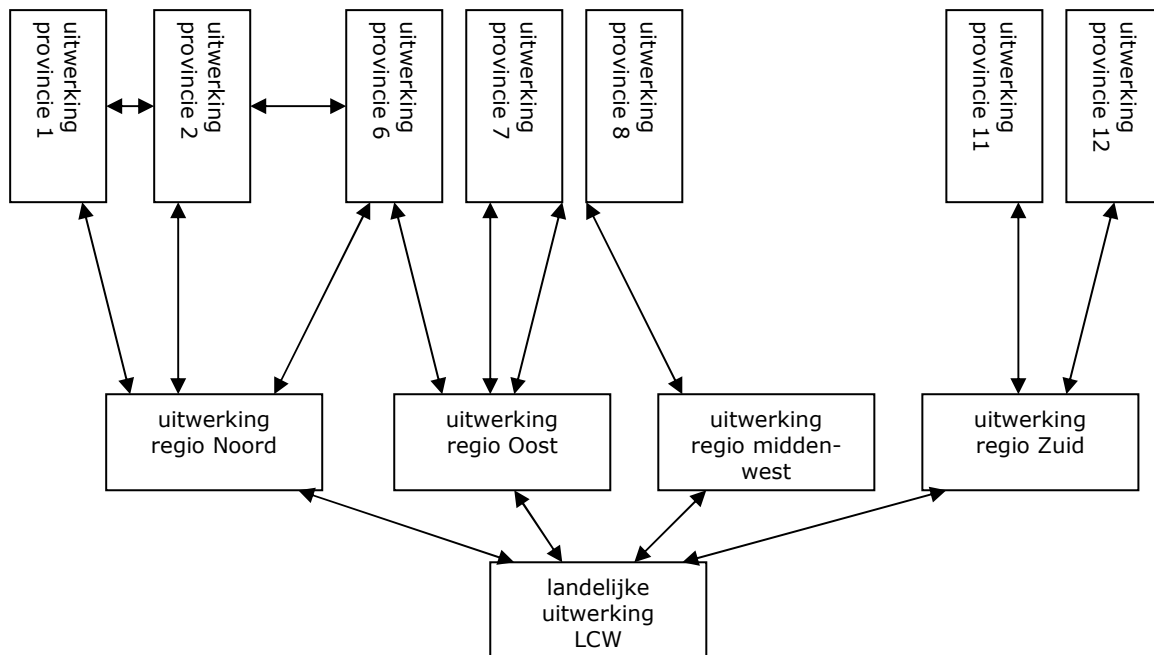 uitwerking
provincie 1
uitwerking
provincie 2
uitwerking
provincie 6
uitwerking
provincie 7
uitwerking
provincie 8
uitwerking
provincie 11
uitwerking
provincie 12
uitwerking
regio Noord
uitwerking
regio Oost
uitwerking
regio midden-
west
uitwerking
regio Zuid
landelijke
uitwerking
LCW